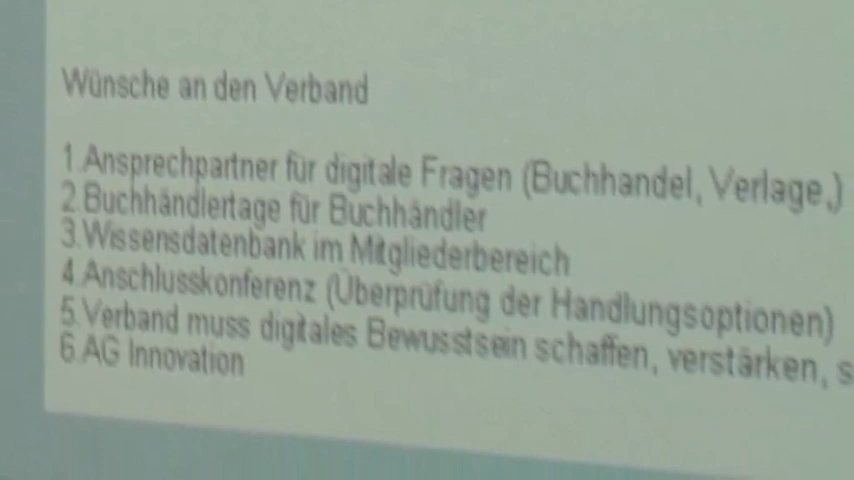 Wünsche an den Verband
1.Ansprechpartner für digitale Fragen (Buchhandel, Verlage,)
2.Buchhändlertage für Buchhändler
3.Wissensdatenbank im Mitgliederbereich
4.Anschlusskonferenz (Überprüfung der Handlungsoptionen)
5.Verband muss digitales Bewusstsein schaffen, verstärken,
6.AG Innovation